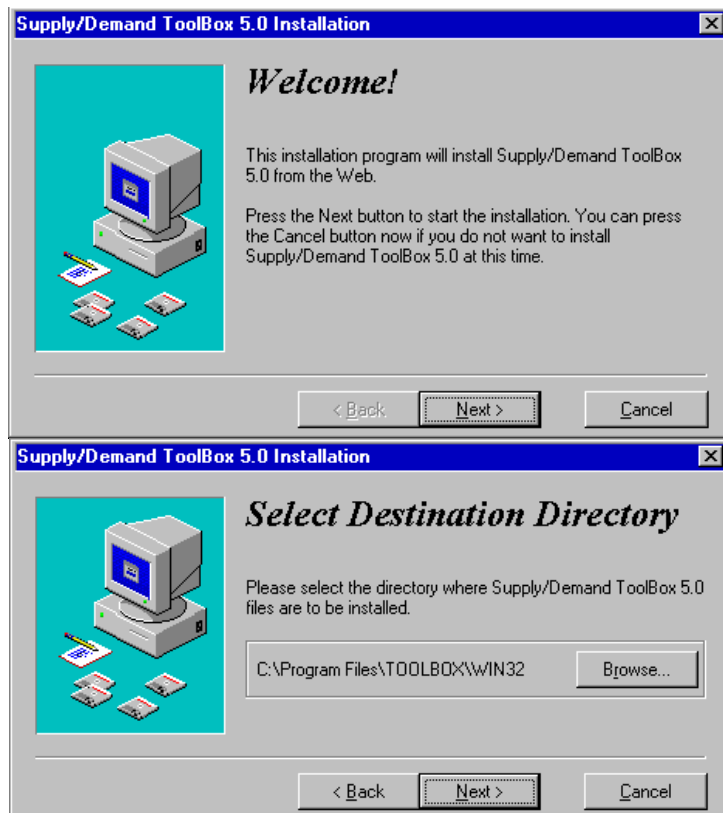 Supply/Demand ToolBox 5.0 Installation
Welcome!
This installation program will install Supply/Demand ToolBox
5.0 from the Web.
Press the Next button to start the installation. You can press
the Cancel button now if you do not want to install
Supply/Demand ToolBox 5.0 at this time.
< Back Next > Cancel
Supply/Demand ToolBox 5.0 Installation
Select Destination Directory
Please select the directory where Supply/Demand ToolBox 5.0
files are to be installed.
C:\Program Files\TOOLBOX\WIN32 Browse...
< Back Next > Cancel